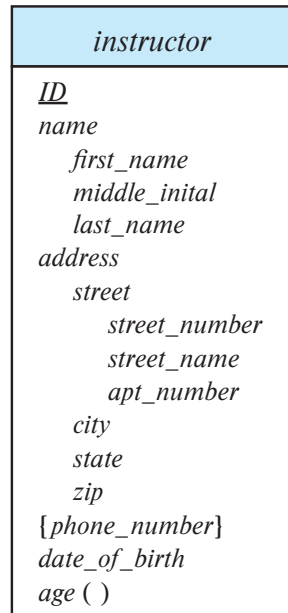 instructor
ID
name
first_name
middle_inital
last_name
address
street
street_number
street_name
apt_number
city
state
zip
{phone_number}
date_of_birth
age ( )